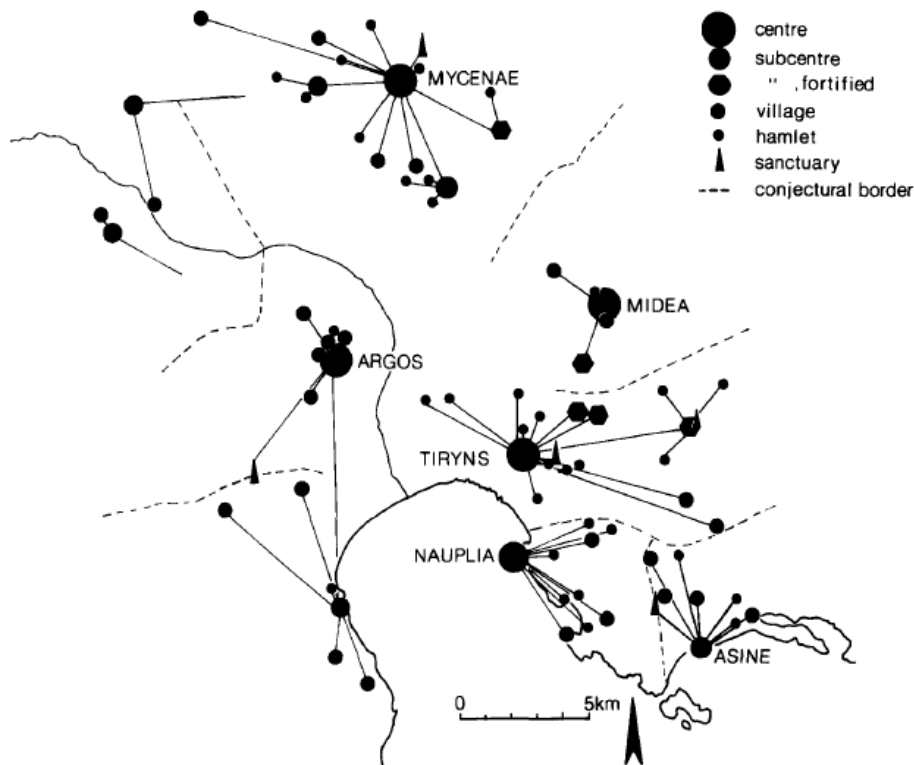 centre
subcentre
" , fortified
village
hamlet
sanctuary
conjectural border
MYCENAE
MIDEA
ARGOS
TIRYNS
NAUPLIA
ASINE
0 5km